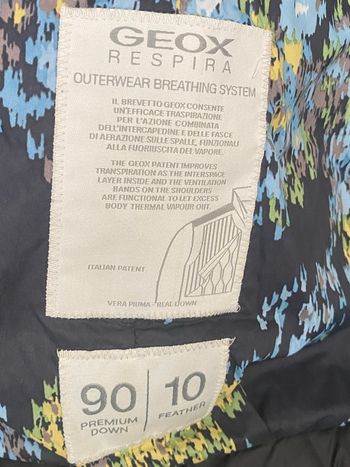 GEOX
RESPIRA
OUTERWEAR BREATHING SYSTEM
IL BREVETTO GEOX CONSENTE
UN'EFFICACE TRASPIRAZIONE
PER L'AZIONE COMBINATA
DELL'INTERCAPEDINE E DELLE FASCE
DI AERAZIONE SULLE SPALLE, FUNZIONALI
ALLA FUORIUSCITA DEL VAPORE.
THE GEOX PATENT IMPROVES
TRANSPIRATION AS THE INTERSPACE
LAYER INSIDE AND THE VENTILATION
BANDS ON THE SHOULDERS
ARE FUNCTIONAL TO LET EXCESS
BODY THERMAL VAPOUR OUT.
ITALIAN PATENT
VERA PIUMA - REAL DOWN
90 10
PREMIUM FEATHER
DOWN